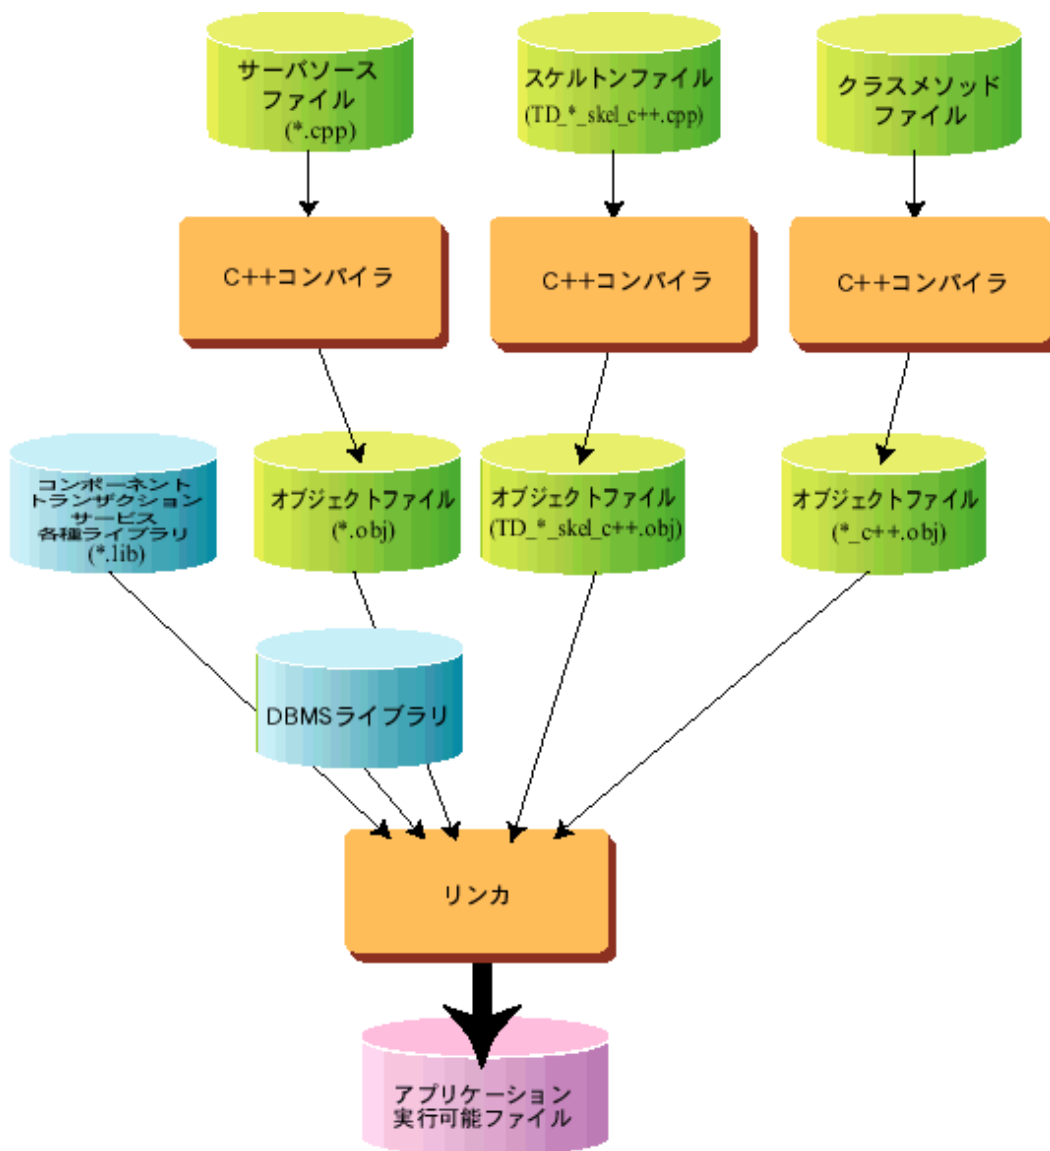 サーバソース
ファイル
(*.cpp)
スケルトンファイル
(TD_*_skel_c++.cpp)
クラスメソッド
ファイル
C++コンパイラ
C++コンパイラ
C++コンパイラ
コンポーネント
トランザクション
サービス
各種ライブラリ
(*.lib)
オブジェクトファイル
(*.obj)
オブジェクトファイル
(TD_*_skel_c++.obj)
オブジェクトファイル
(*_c++.obj)
DBMSライブラリ
リンカ
アプリケーション
実行可能ファイル